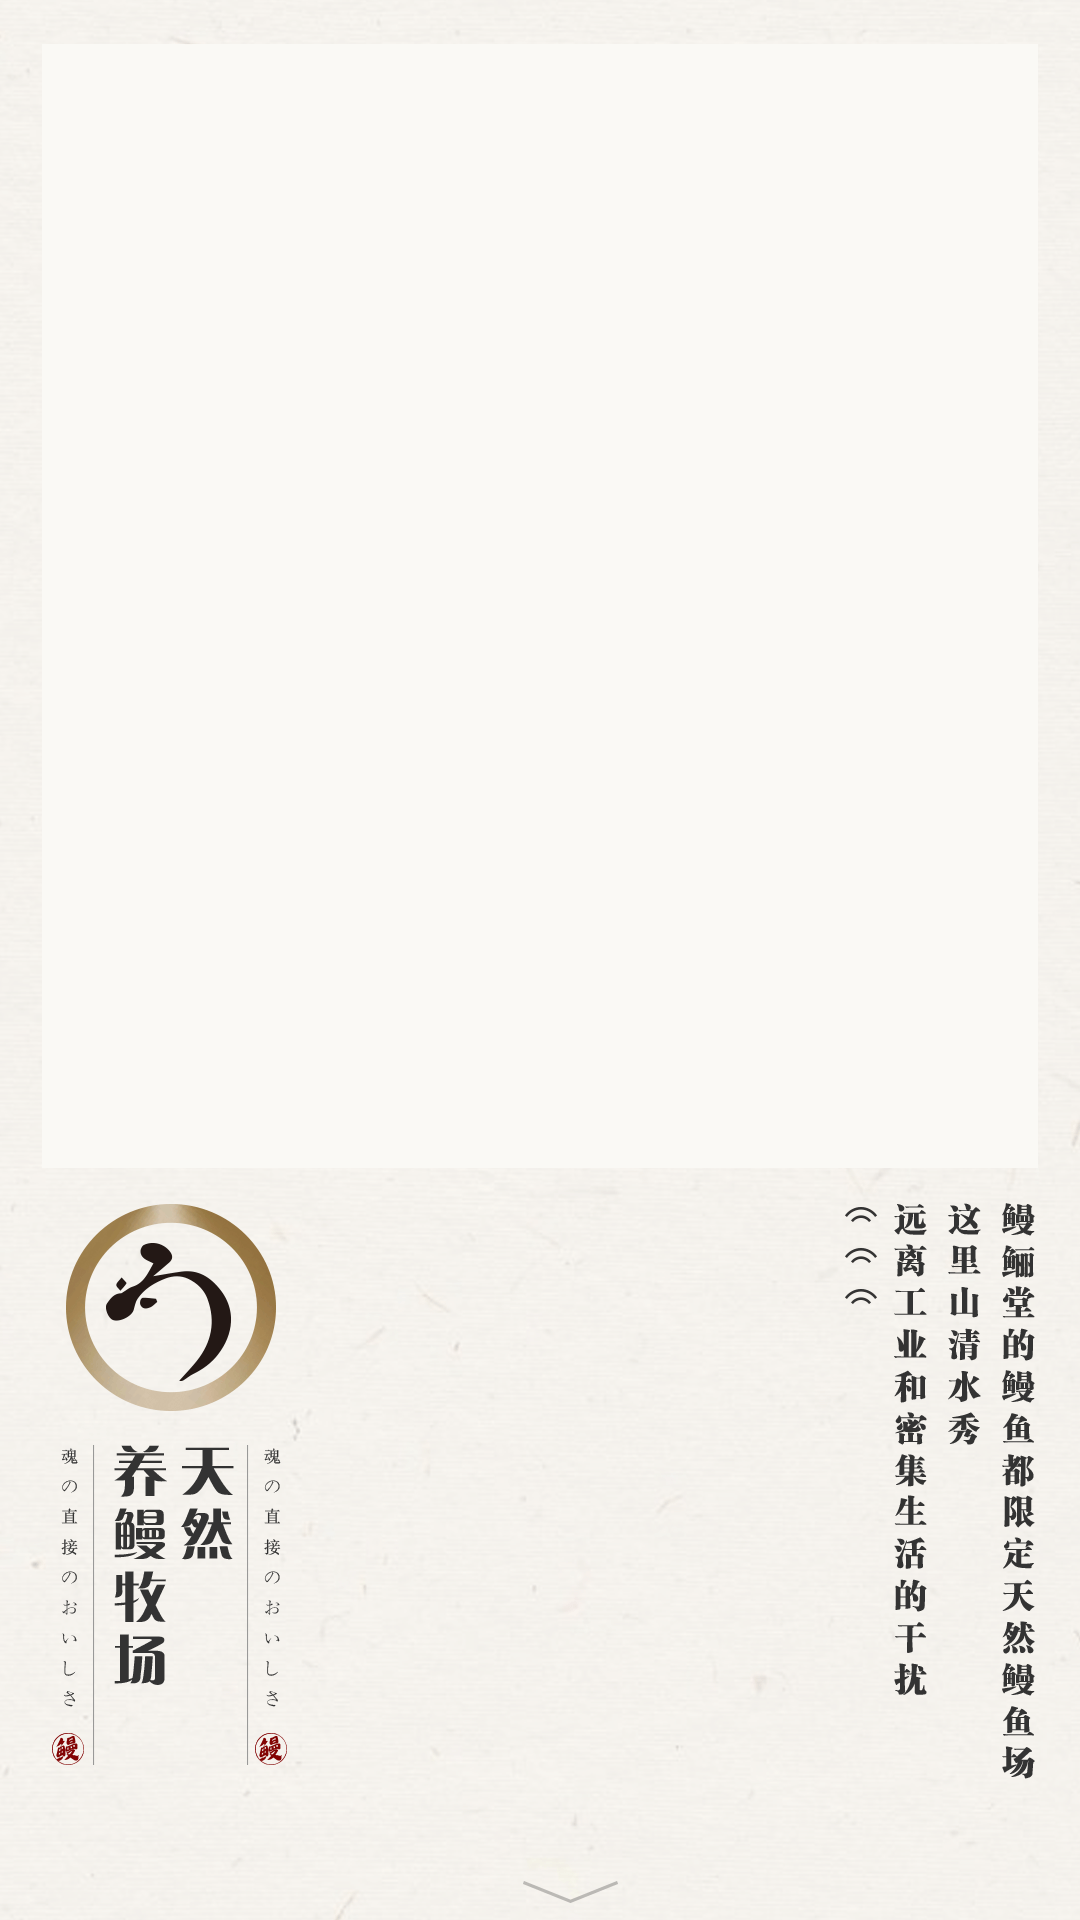 鳗鲡堂的鳗鱼都限定天然鳗鱼场
这里山清水秀
远离工业和密集生活的干扰
う
魂の直接のおいしさ
鳗
天然
养鳗牧场
魂の直接のおいしさ
鳗